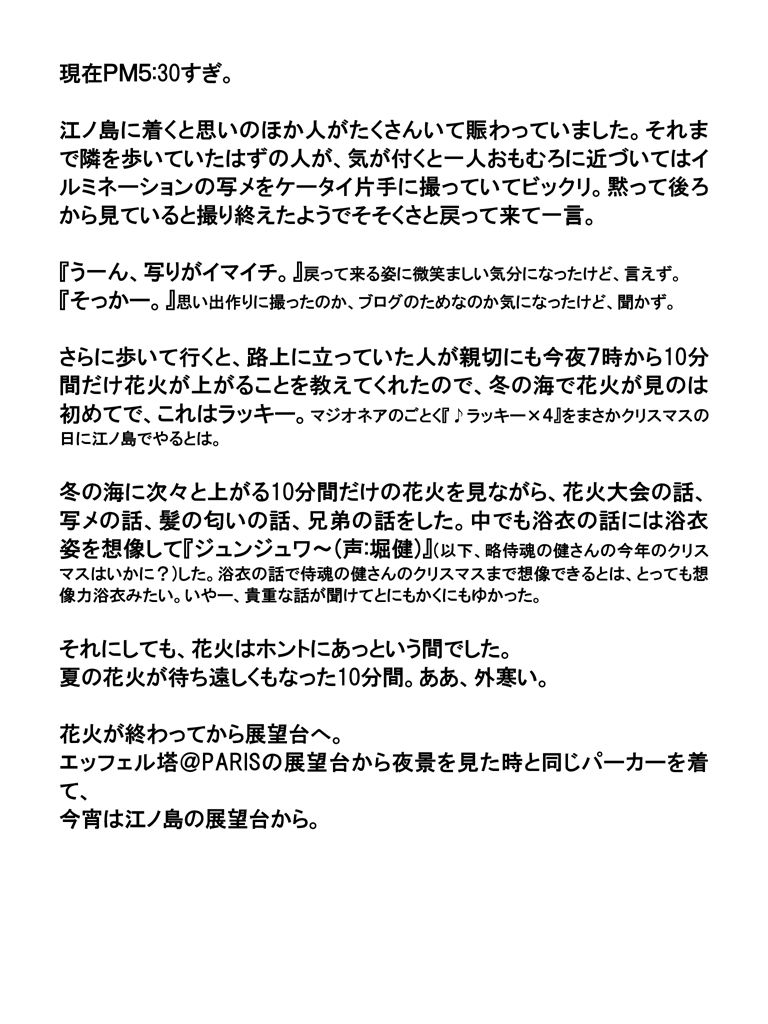 現在PM5:30すぎ。
江ノ島に着くと思いのほか人がたくさんいて賑わっていました。それま
で隣を歩いていたはずの人が、気が付くと一人おもむろに近づいてはイ
ルミネーションの写メをケータイ片手に撮っていてビックリ。黙って後ろ
から見ていると撮り終えたようでそそくさと戻って来て一言。
『うーん、写りがイマイチ。』戻って来る姿に微笑ましい気分になったけど、言えず。
『そっかー。』思い出作りに撮ったのか、ブログのためなのか気になったけど、聞かず。
さらに歩いて行くと、路上に立っていた人が親切にも今夜7時から10分
間だけ花火が上がることを教えてくれたので、冬の海で花火が見のは
初めてで、これはラッキー。マジオネアのごとく『♪ラッキー×4』をまさかクリスマスの
日に江ノ島でやるとは。
冬の海に次々と上がる10分間だけの花火を見ながら、花火大会の話、
写メの話、髪の匂いの話、兄弟の話をした。中でも浴衣の話には浴衣
姿を想像して『ジュンジュワ～(声:堀健)』(以下、略侍魂の健さんの今年のクリス
マスはいかに?)した。浴衣の話で侍魂の健さんのクリスマスまで想像できるとは、とっても想
像力浴衣みたい。いやー、貴重な話が聞けてとにもかくにもゆかった。
それにしても、花火はホントにあっという間でした。
夏の花火が待ち遠しくもなった10分間。ああ、外寒い。
花火が終わってから展望台へ。
エッフェル塔@PARISの展望台から夜景を見た時と同じパーカーを着
て、
今宵は江ノ島の展望台から。